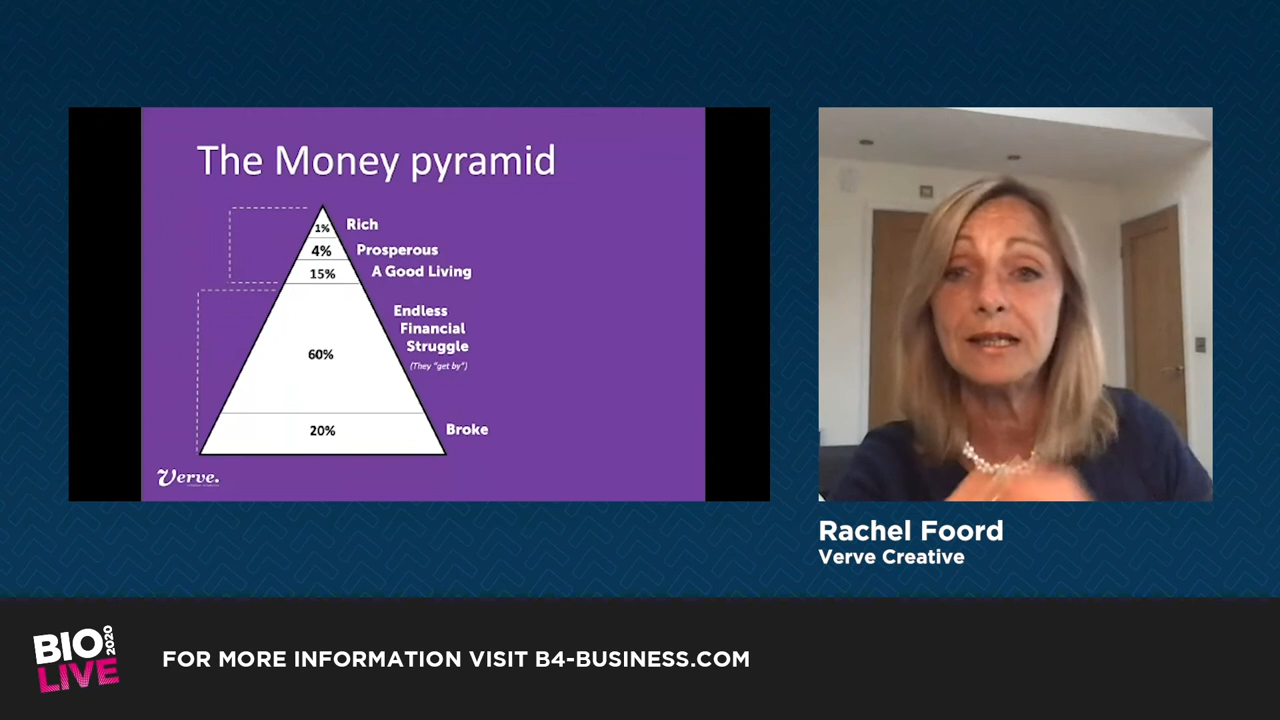 The Money pyramid
1%
Rich
4%
Prosperous
15%
A Good Living
Endless
Financial
Struggle
(They "get by")
60%
20%
Broke
Verve.
Rachel Foord
Verve Creative
BIO
2020
LIVE
FOR MORE INFORMATION VISIT B4-BUSINESS.COM